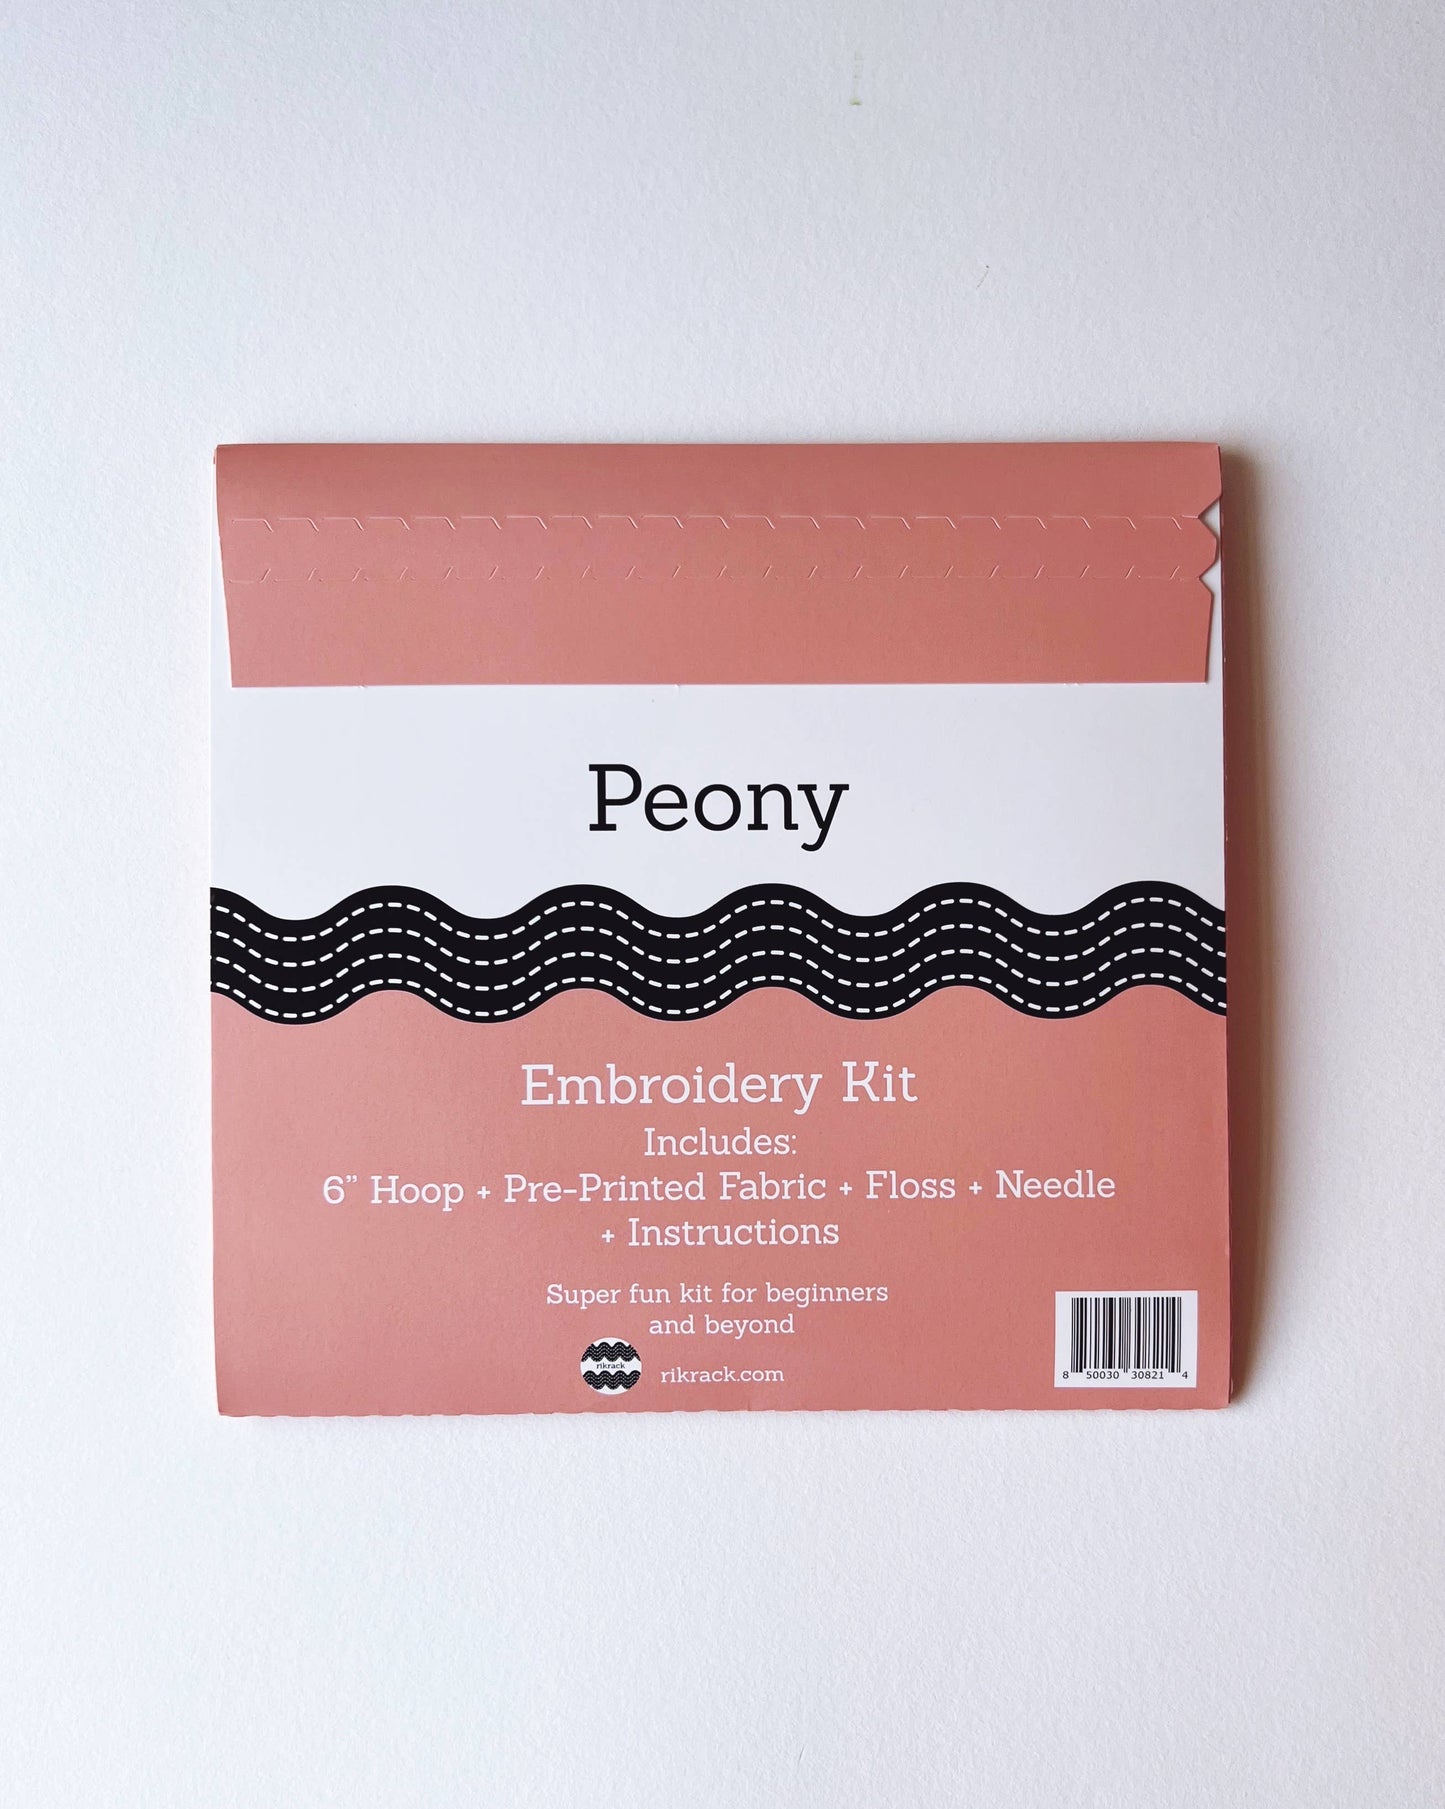 Peony
Embroidery Kit
Includes:
6” Hoop + Pre-Printed Fabric + Floss + Needle
+ Instructions
Super fun kit for beginners
and beyond
rikrack
rikrack.com
8 50030 30821 4